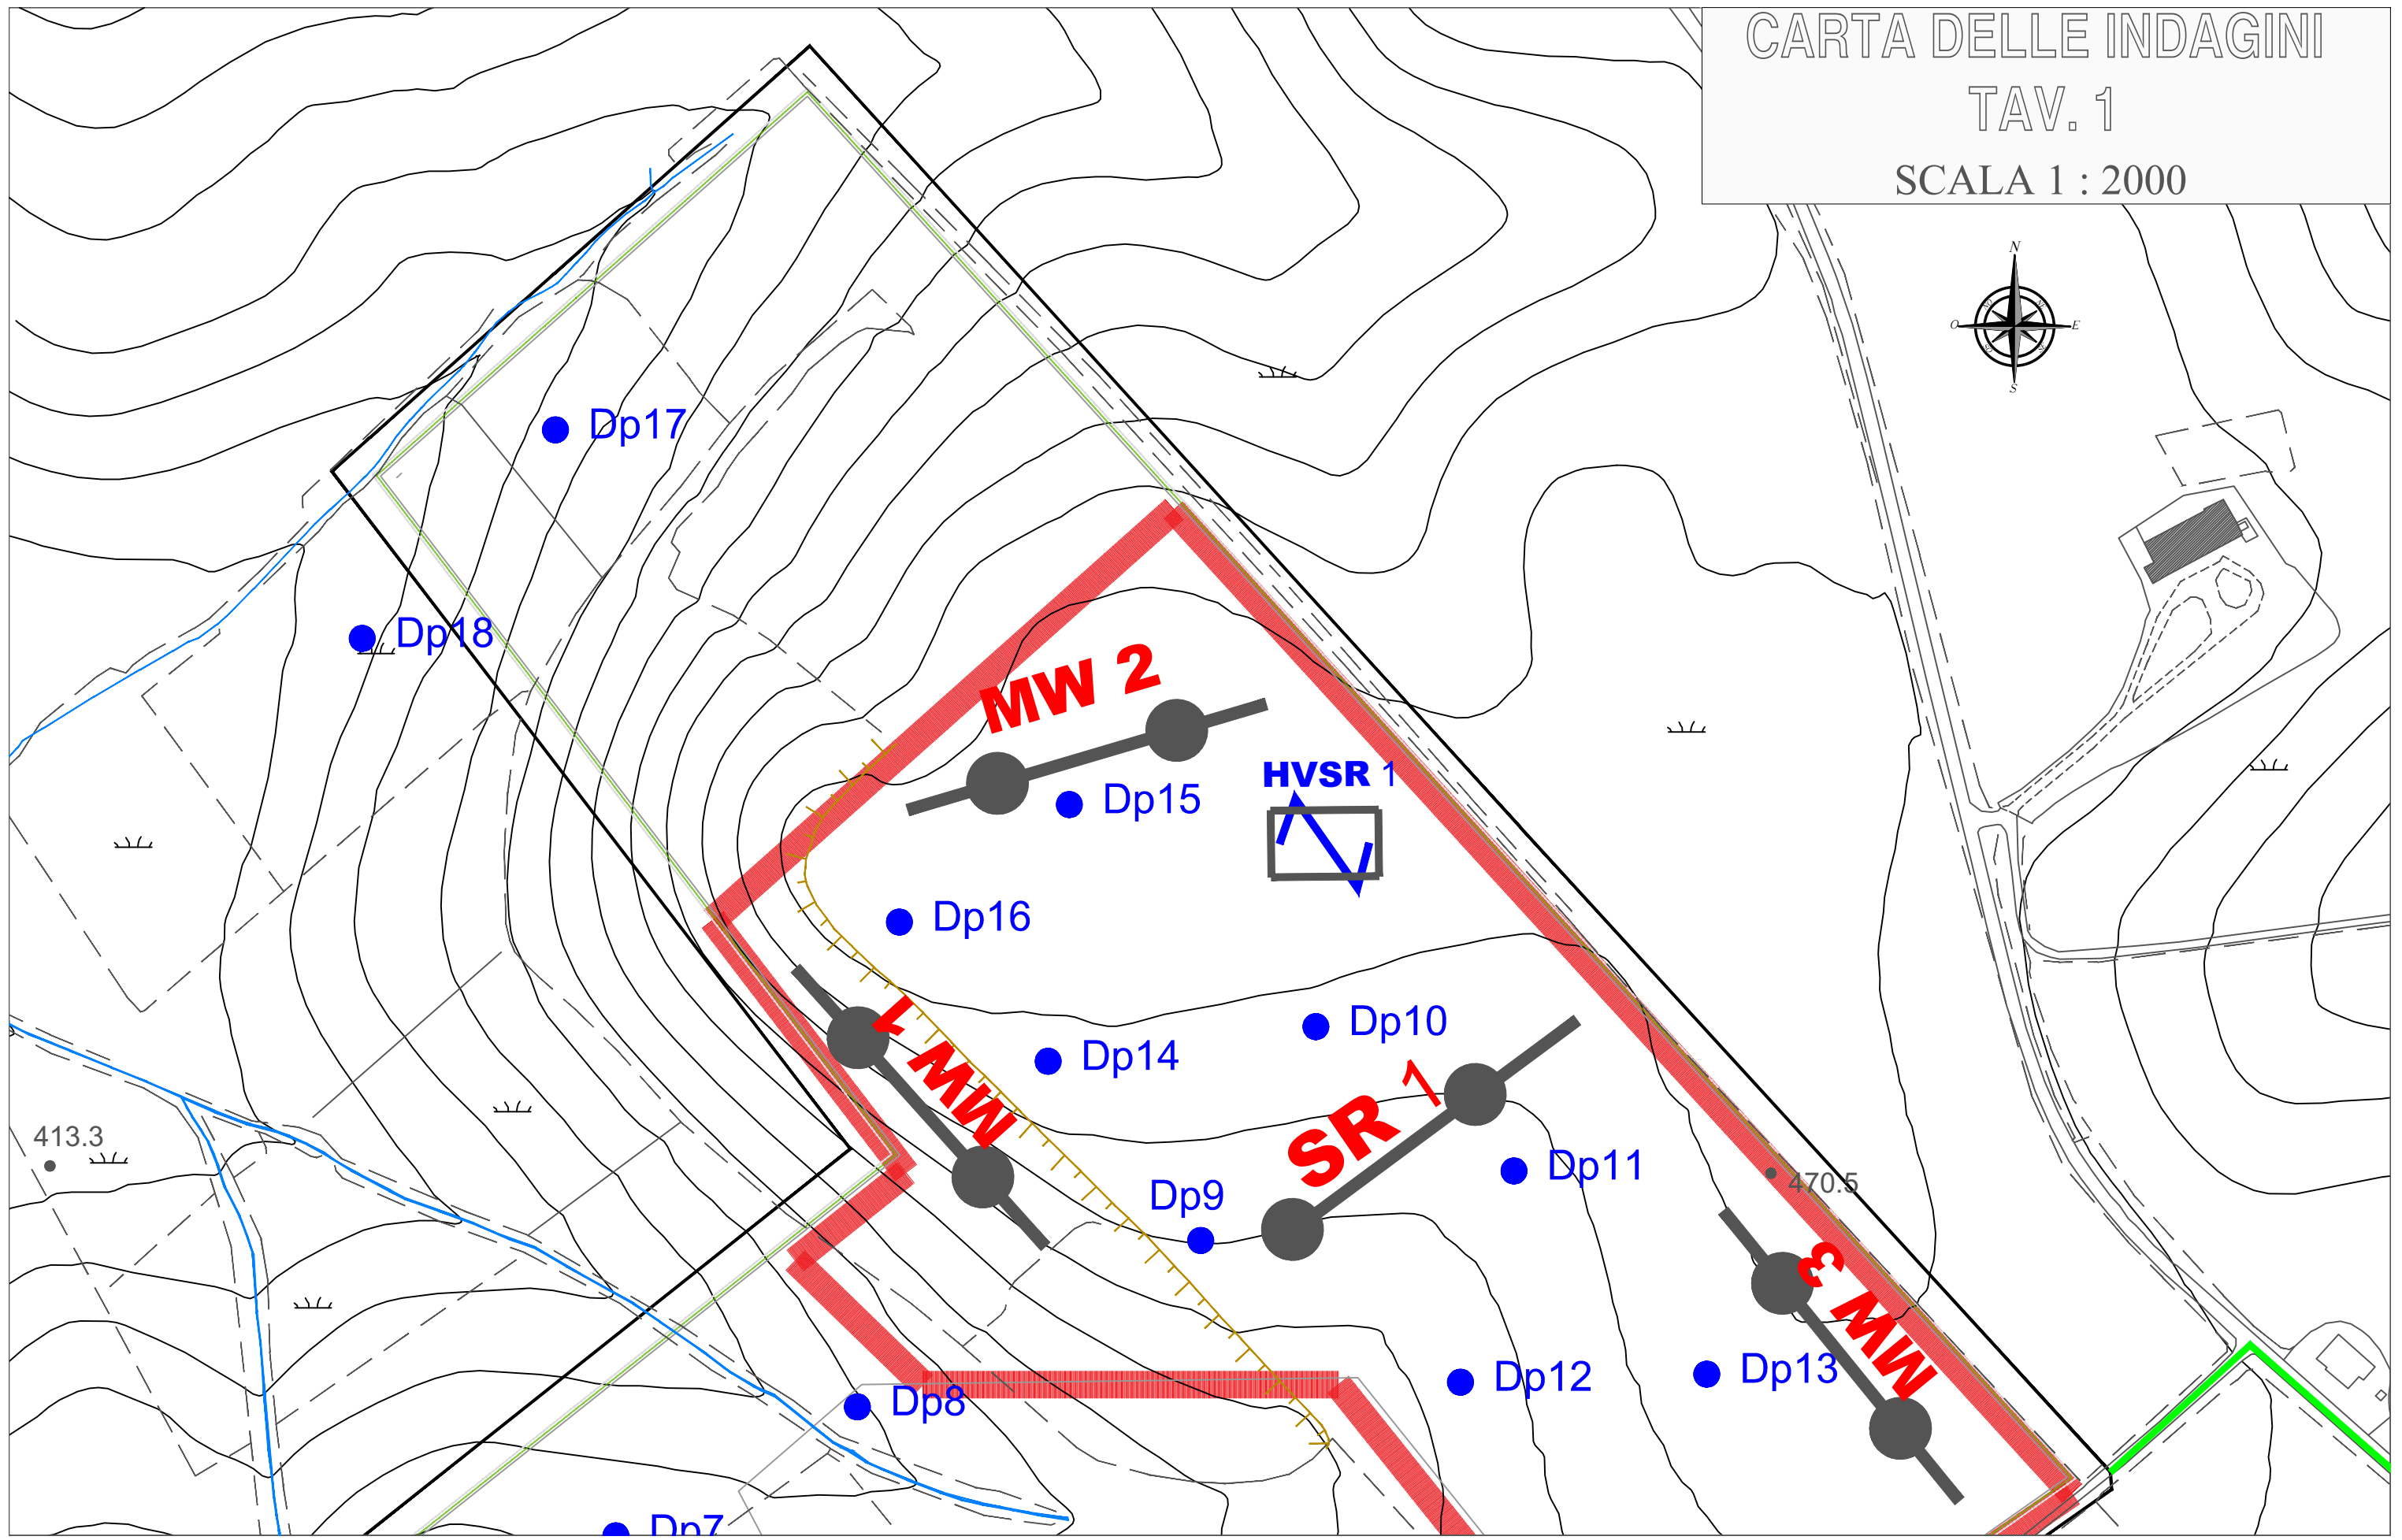 CARTA DELLE INDAGINI
TAV. 1
SCALA 1 : 2000
N
O
E
S
Dp17
Dp18
MW 2
HVSR 1
Dp15
Dp16
MW 1
Dp10
Dp14
SR 1
413.3
Dp11
470.5
Dp9
MW 3
Dp13
Dp12
Dp8
Dp7